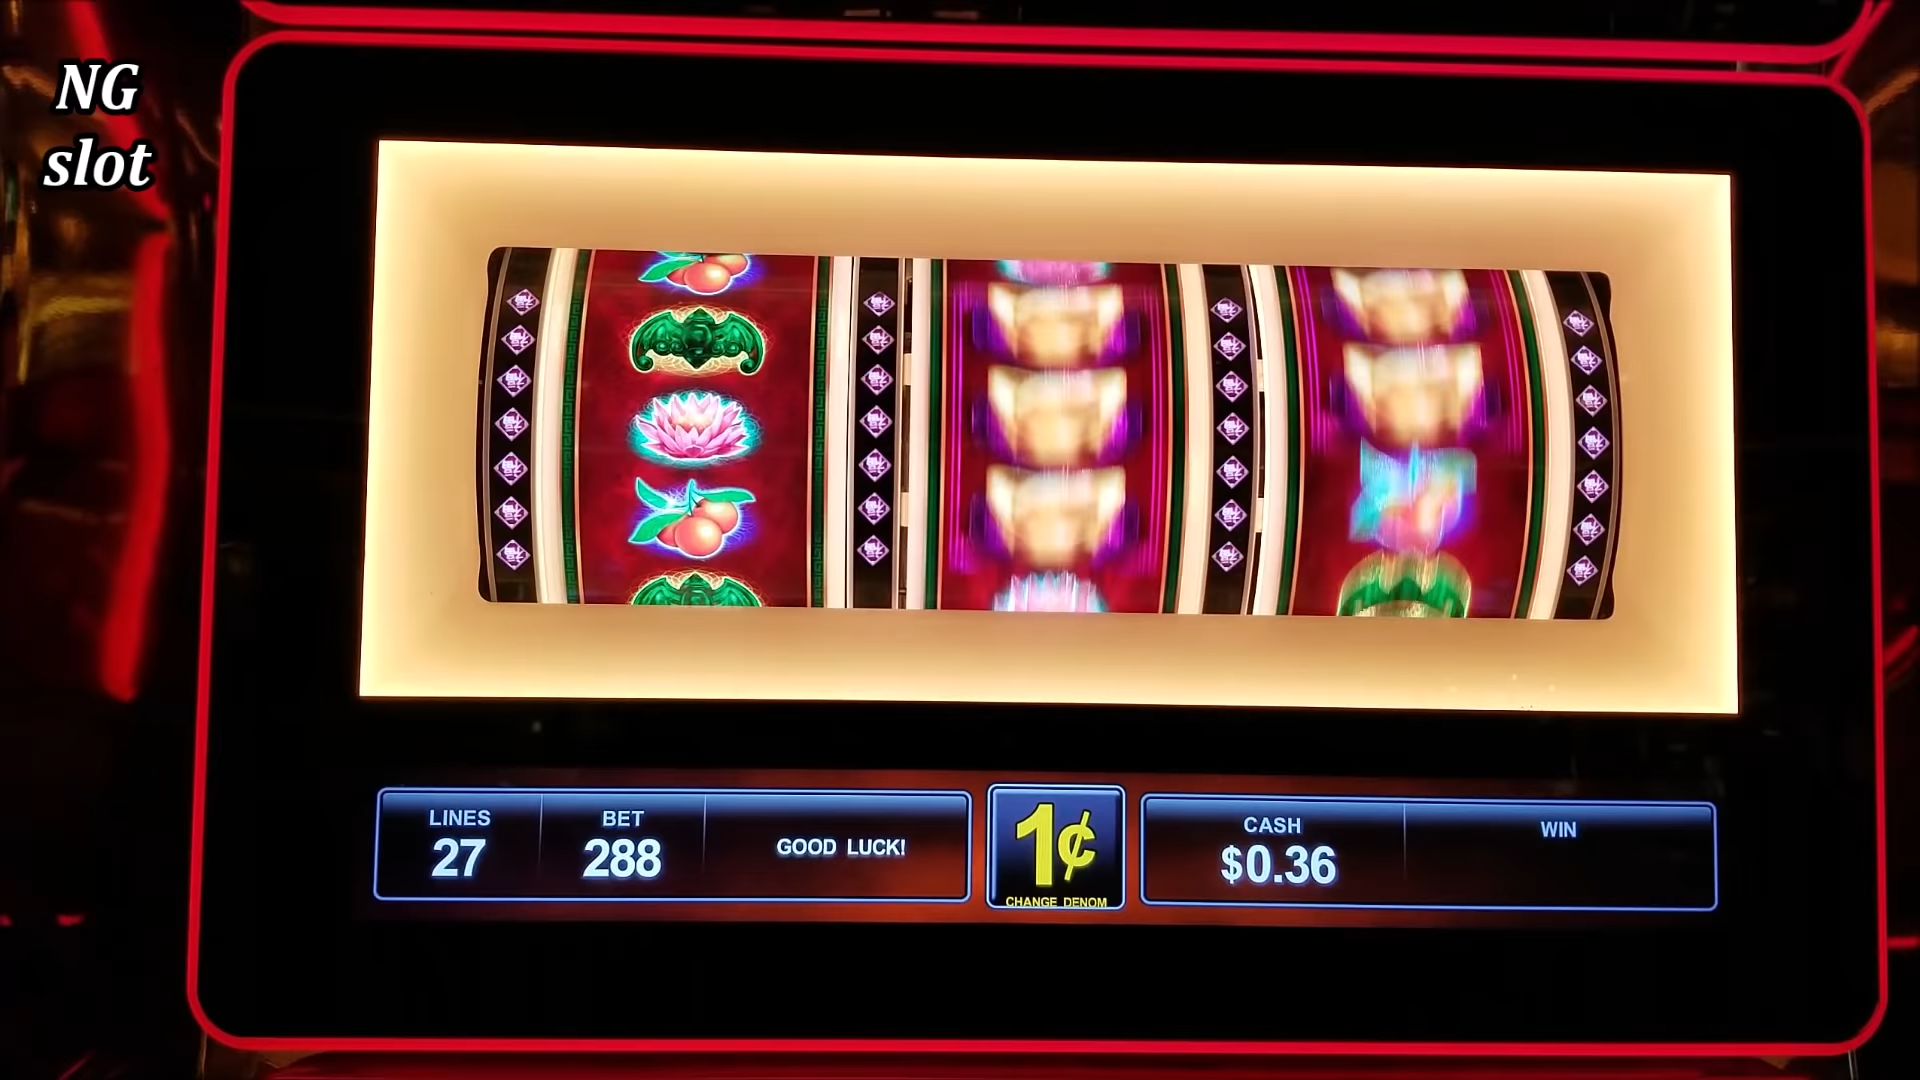 NG
slot
LINES
27
BET
288
GOOD LUCK!
1¢
CHANGE DENOM
CASH
$0.36
WIN